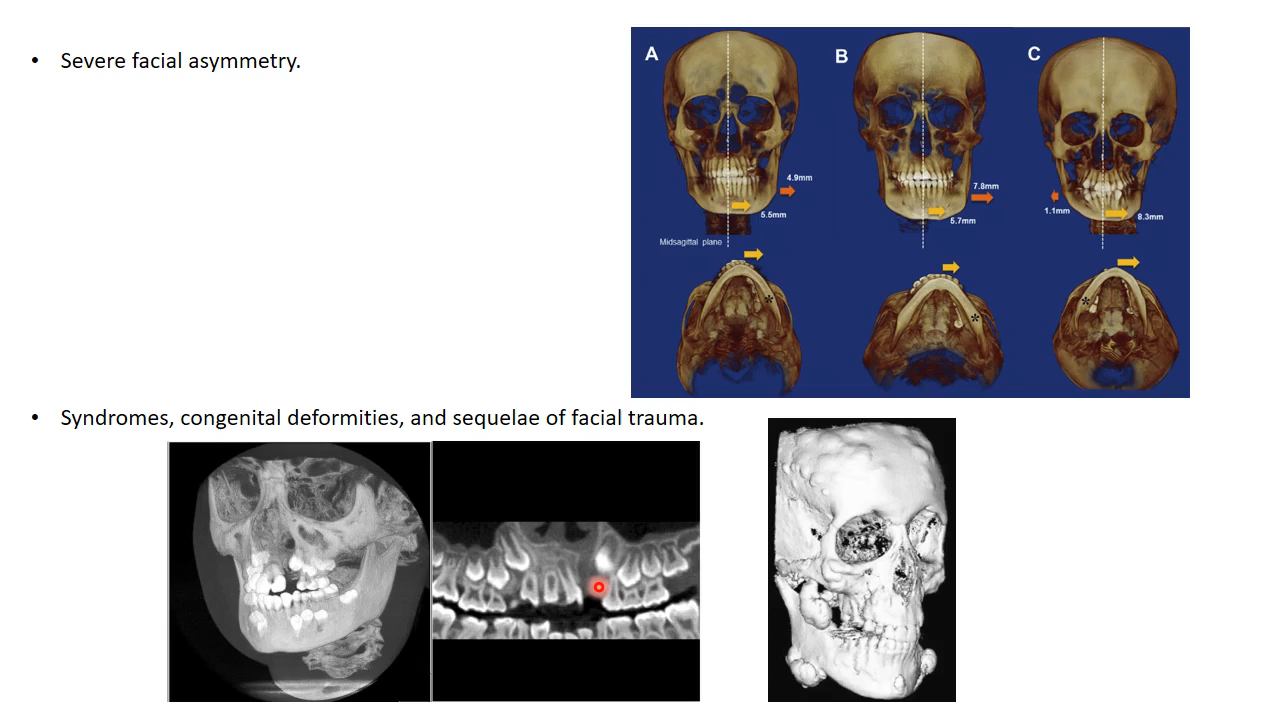 • Severe facial asymmetry.
A
B
C
4.9mm
5.5mm
7.8mm
5.7mm
1.1mm
8.3mm
Midsagittal plane
*
*
*
• Syndromes, congenital deformities, and sequelae of facial trauma.